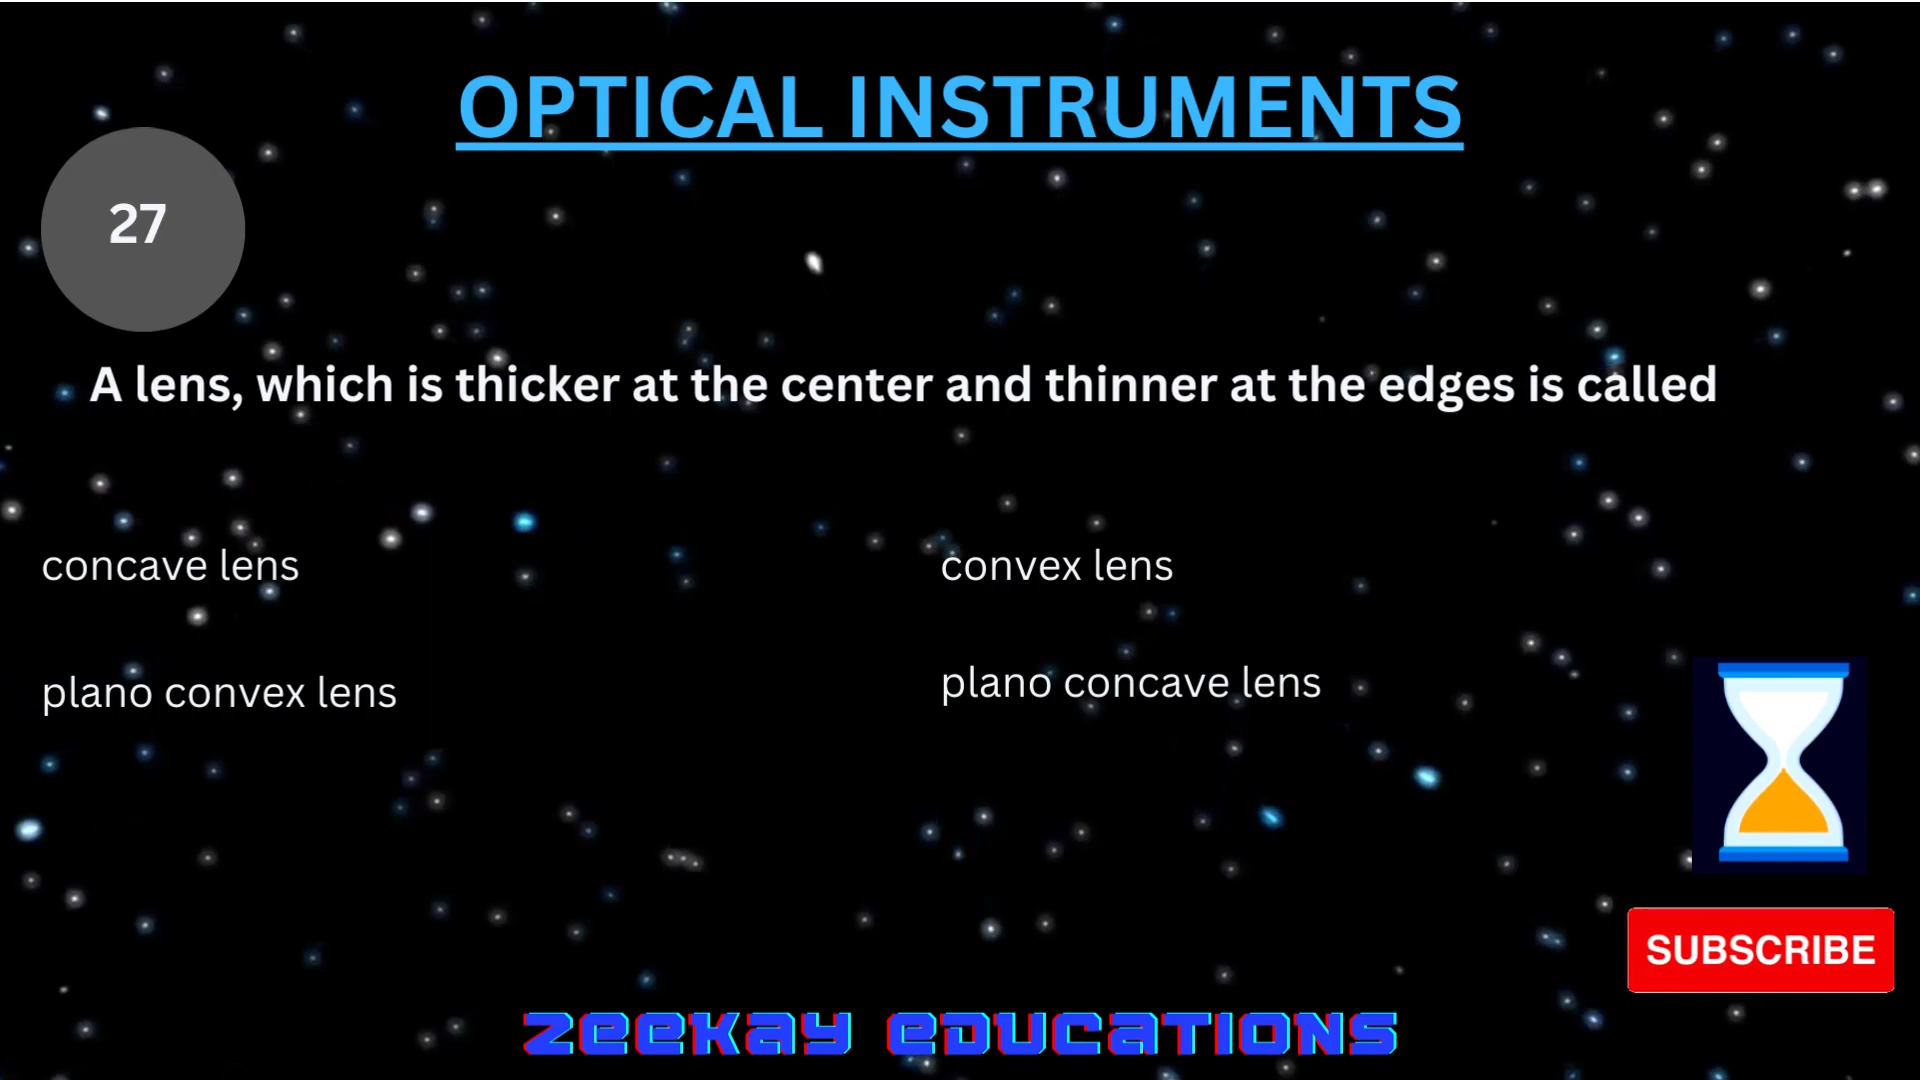 OPTICAL INSTRUMENTS
27
A lens, which is thicker at the center and thinner at the edges is called
concave lens
convex lens
plano convex lens
plano concave lens
SUBSCRIBE
ZEEKAY EDUCATIONS